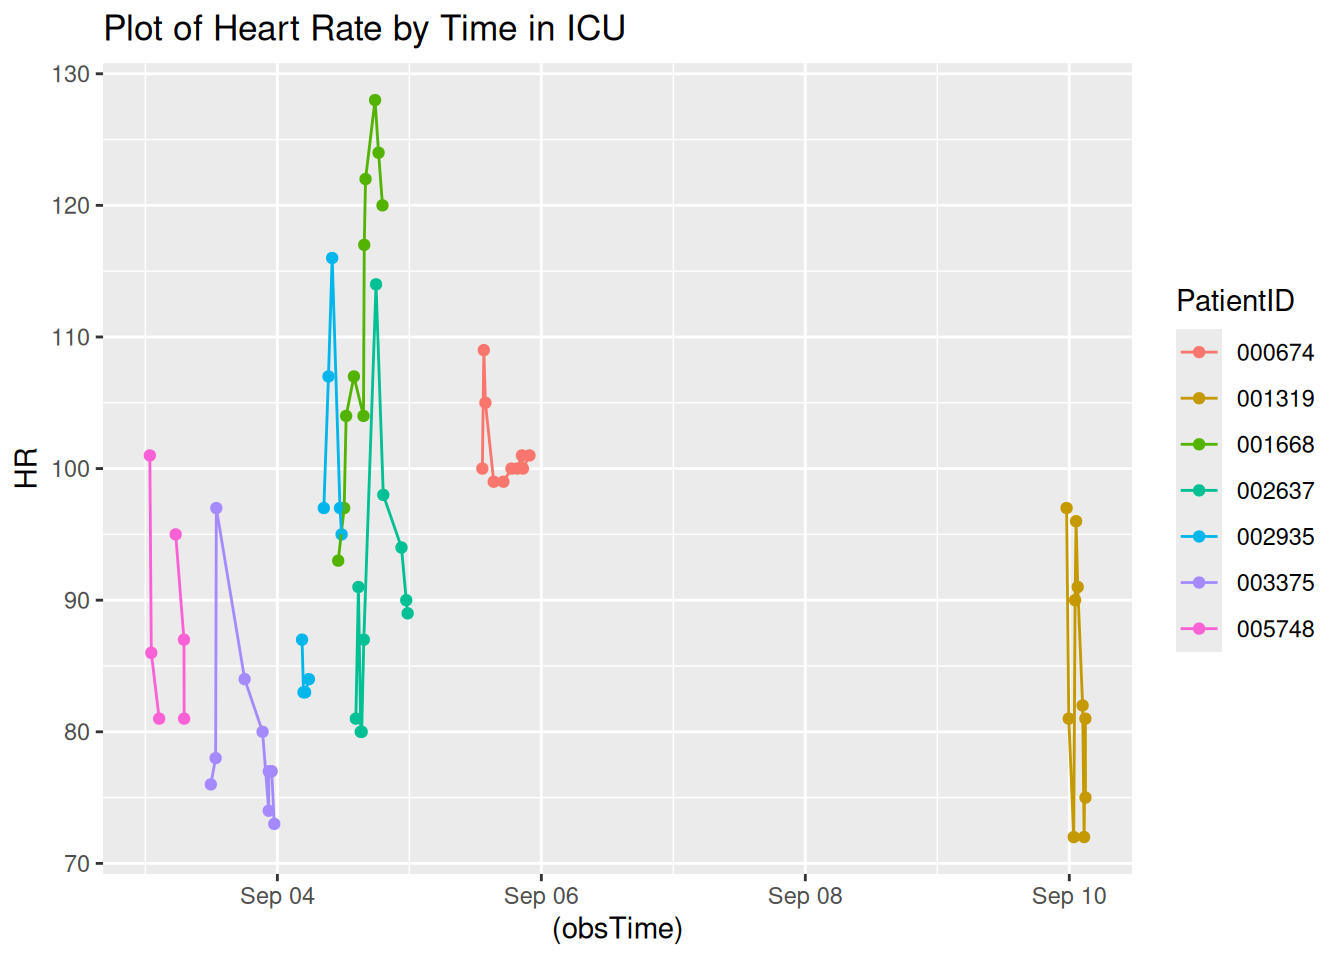 Plot of Heart Rate by Time in ICU
130
120
110
100
90
80
70
HR
Sep 04
Sep 06
Sep 08
Sep 10
(obsTime)
PatientID
000674
001319
001668
002637
002935
003375
005748